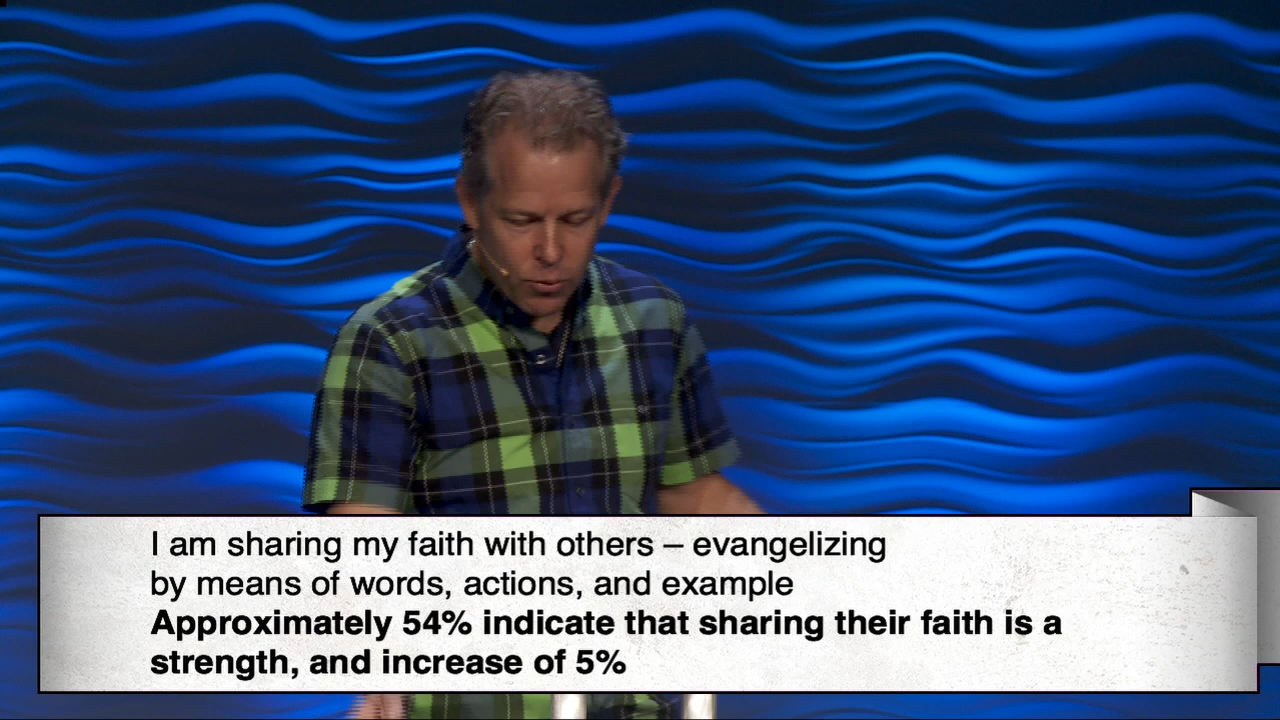 I am sharing my faith with others – evangelizing
by means of words, actions, and example
Approximately 54% indicate that sharing their faith is a
strength, and increase of 5%